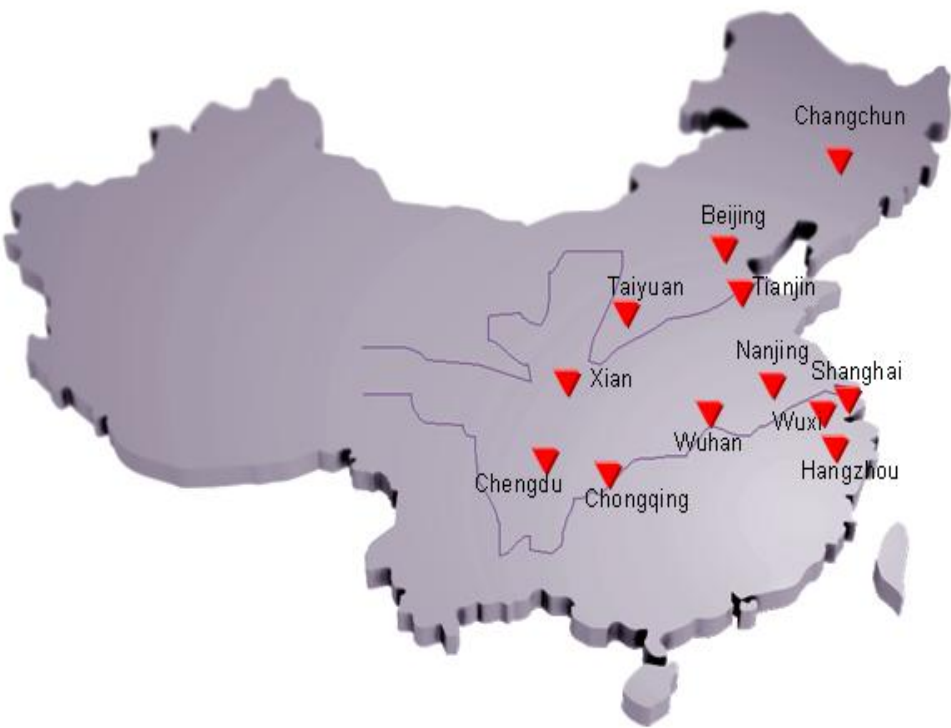 Changchun
Beijing
Taiyuan
Tianjin
Nanjing
Shanghai
Xian
Wuhan
Wuxi
Hangzhou
Chengdu
Chongqing